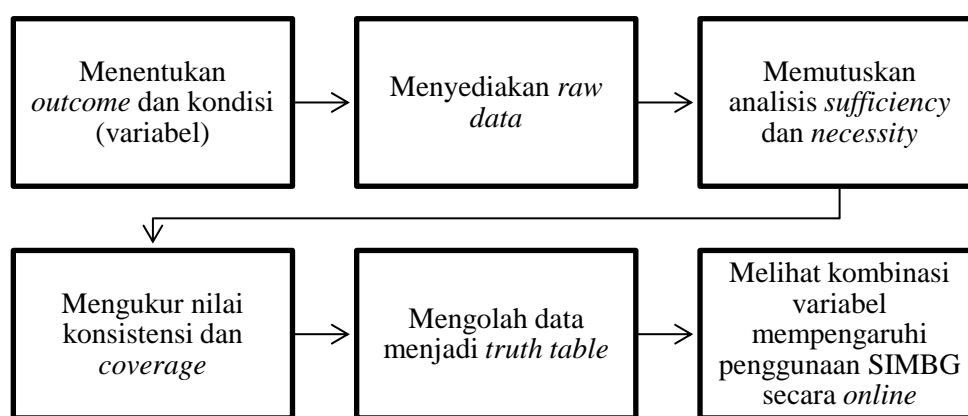 Menentukan
outcome dan kondisi
(variabel)
Menyediakan raw
data
Memutuskan
analisis sufficiency
dan necessity
Mengukur nilai
konsistensi dan
coverage
Mengolah data
menjadi truth table
Melihat kombinasi
variabel
mempengaruhi
penggunaan SIMBG
secara online